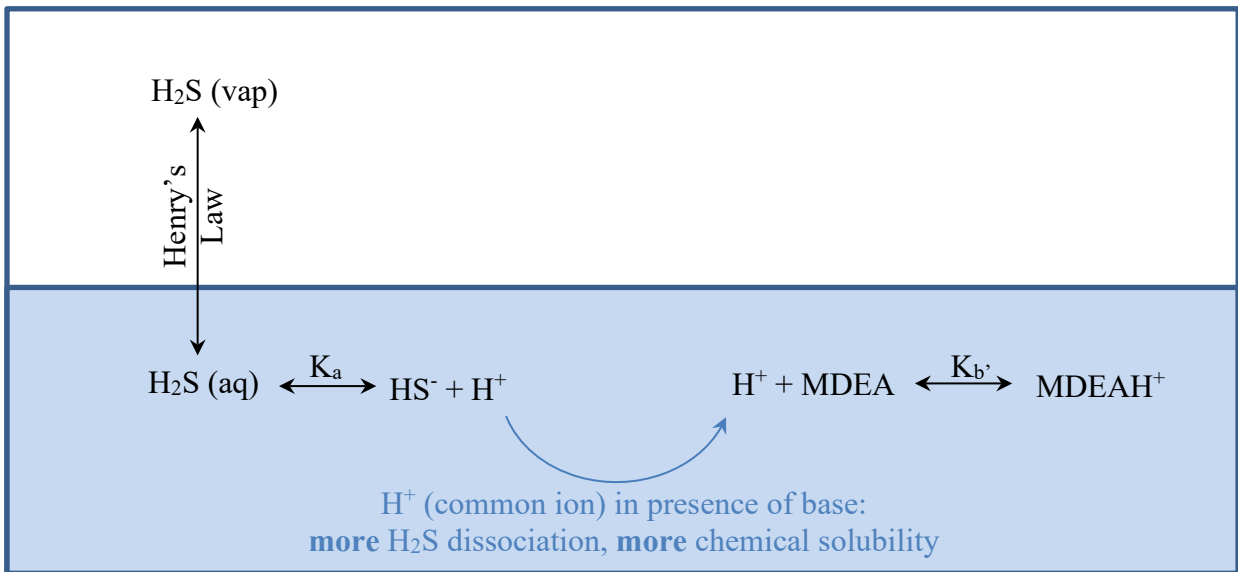 H₂S (vap)
Henry's
Law
H₂S (aq)
Kₐ
HS⁻ + H⁺
H⁺ + MDEA
K_b'
MDEAH⁺
H⁺ (common ion) in presence of base:
more H₂S dissociation, more chemical solubility